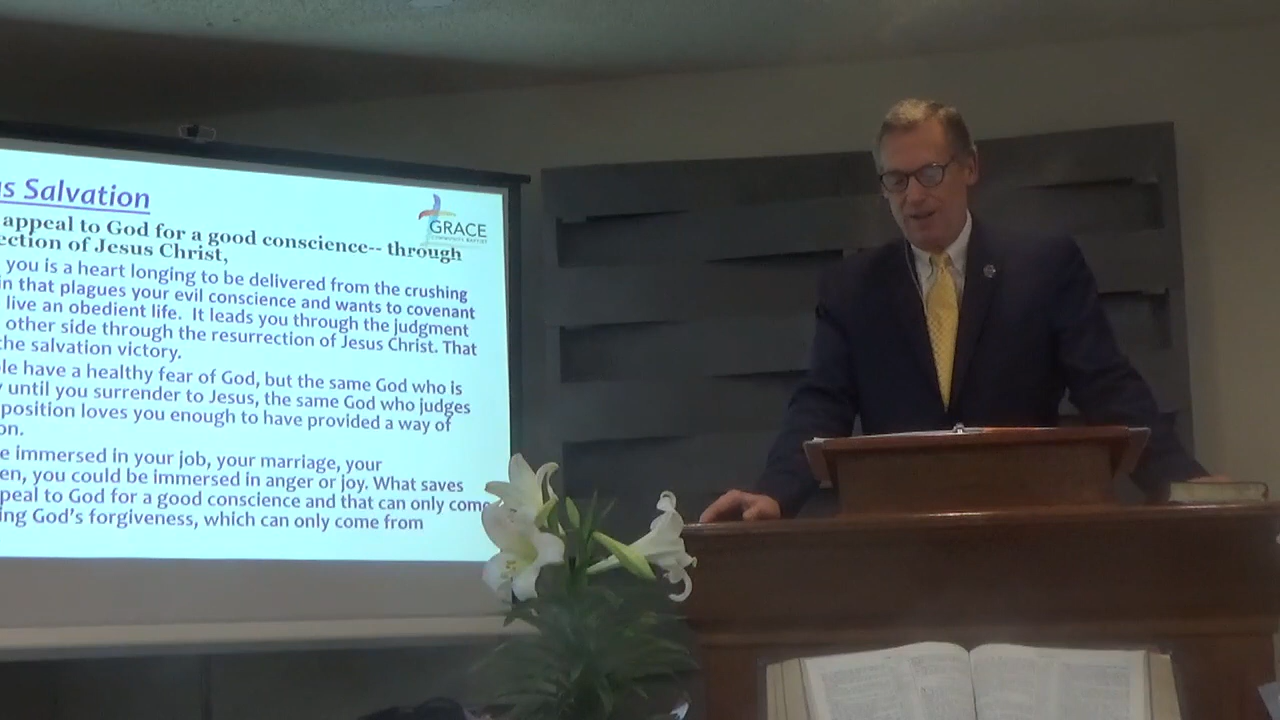 s Salvation
GRACE
COMMUNITY BAPTIST
appeal to God for a good conscience-- through
ection of Jesus Christ,
you is a heart longing to be delivered from the crushing
in that plagues your evil conscience and wants to covenant
live an obedient life. It leads you through the judgment
other side through the resurrection of Jesus Christ. That
the salvation victory.
le have a healthy fear of God, but the same God who is
y until you surrender to Jesus, the same God who judges
position loves you enough to have provided a way of
on.
e immersed in your job, your marriage, your
en, you could be immersed in anger or joy. What saves
peal to God for a good conscience and that can only come
ing God's forgiveness, which can only come from